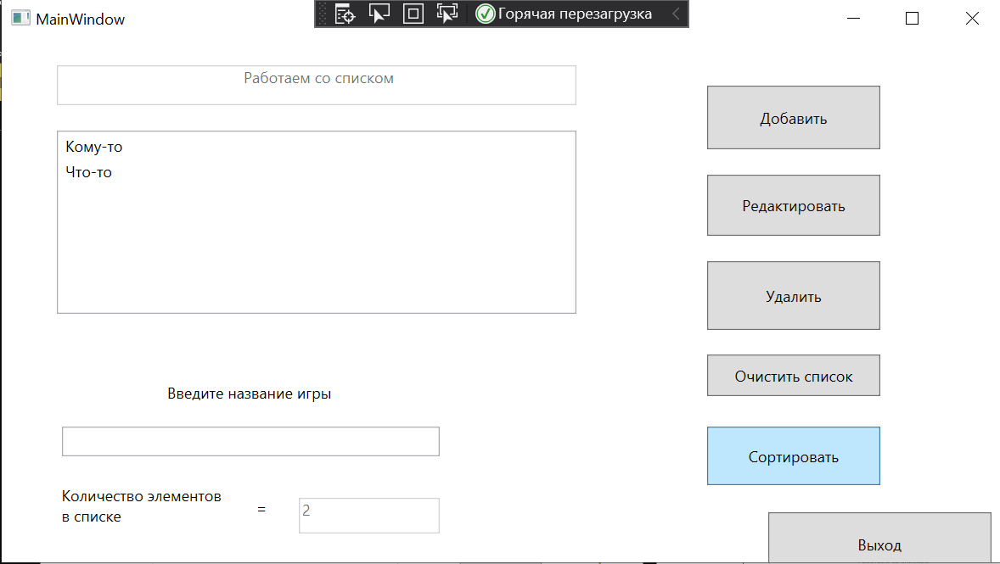 MainWindow
Горячая перезагрузка
Работаем со списком
Кому-то
Что-то
Введите название игры
Количество элементов
в списке
=
2
Добавить
Редактировать
Удалить
Очистить список
Сортировать
Выход